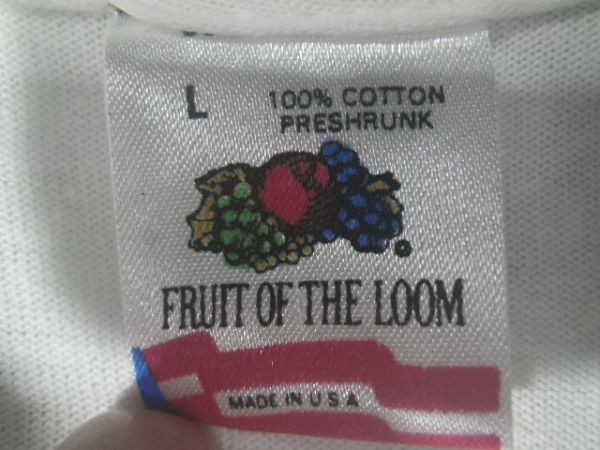 L
100% COTTON
PRESHRUNK
®
FRUIT OF THE LOOM
MADE IN U S A